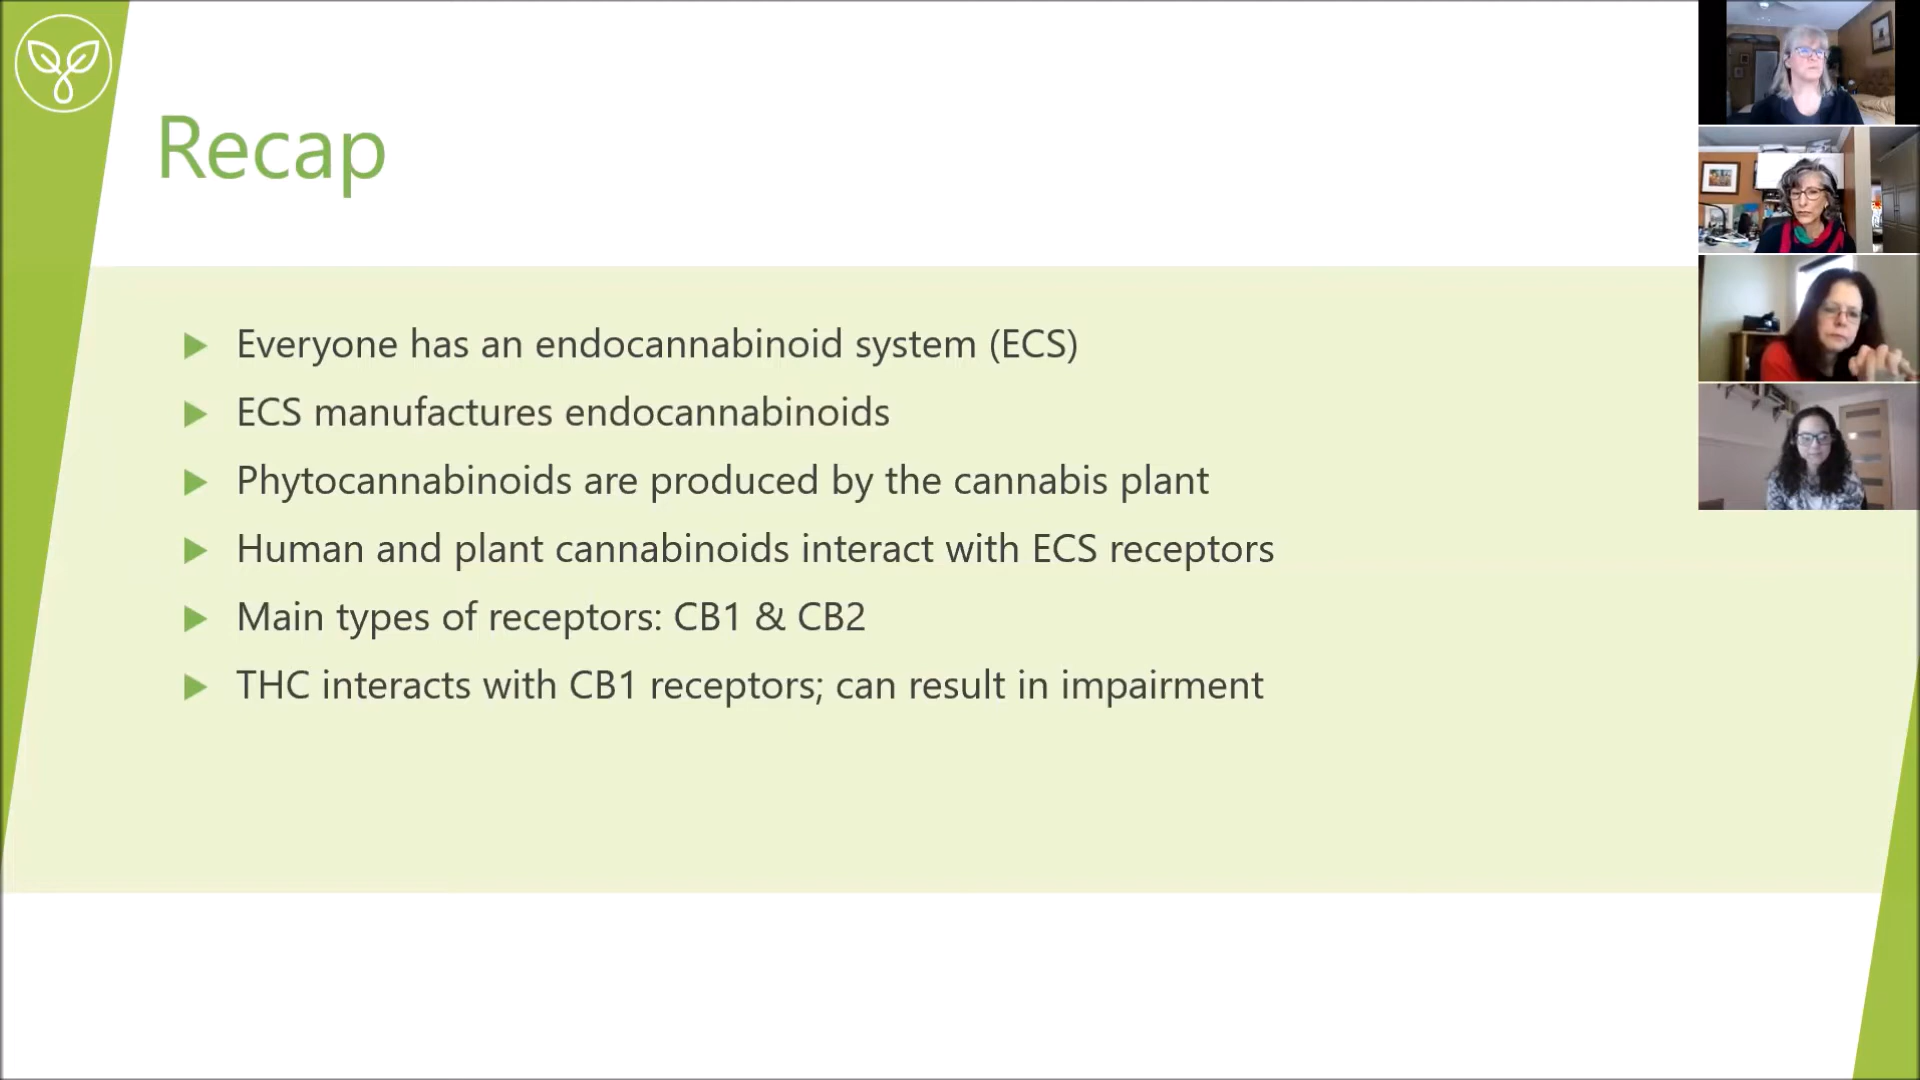 Recap
Everyone has an endocannabinoid system (ECS)
ECS manufactures endocannabinoids
Phytocannabinoids are produced by the cannabis plant
Human and plant cannabinoids interact with ECS receptors
Main types of receptors: CB1 & CB2
THC interacts with CB1 receptors; can result in impairment